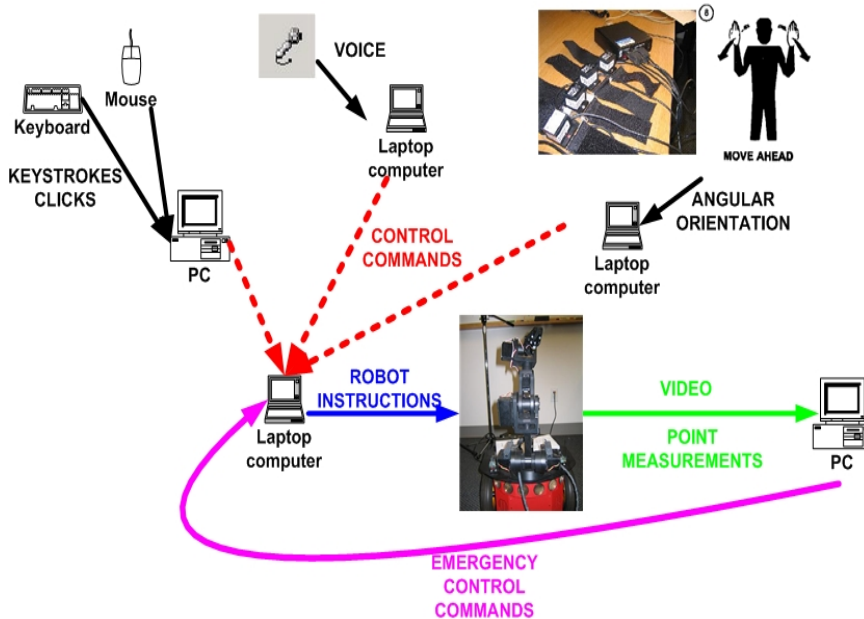 VOICE
8
Keyboard
Mouse
Laptop
computer
MOVE AHEAD
KEYSTROKES
CLICKS
ANGULAR
ORIENTATION
PC
CONTROL
COMMANDS
Laptop
computer
ROBOT
INSTRUCTIONS
VIDEO
Laptop
computer
POINT
MEASUREMENTS
PC
EMERGENCY
CONTROL
COMMANDS